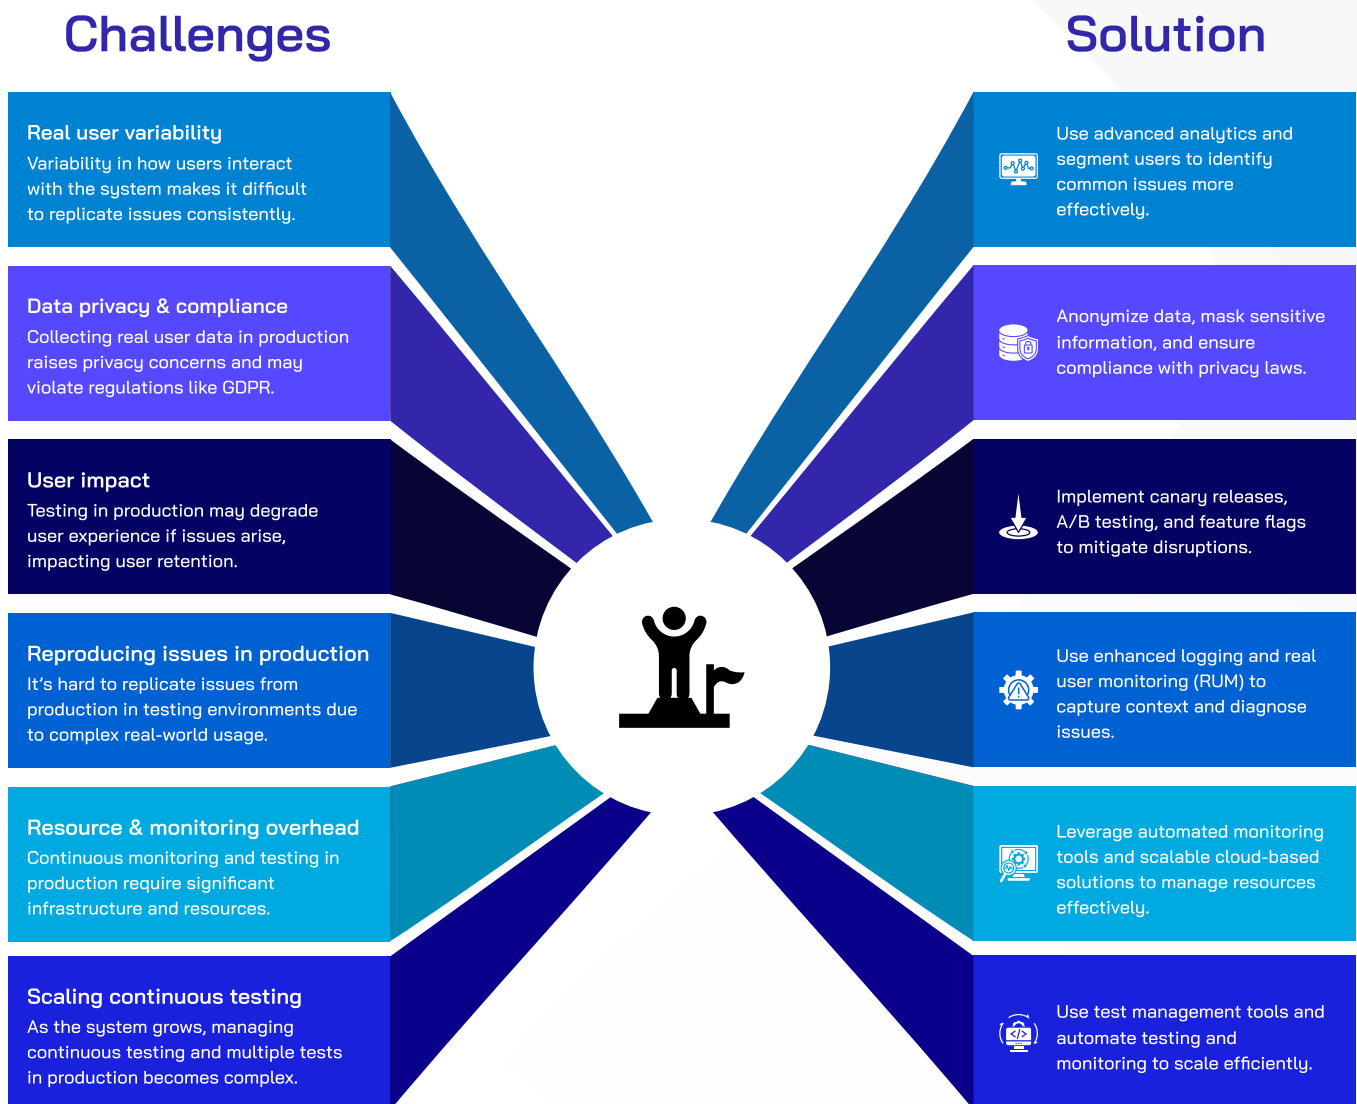 Challenges
Solution
Real user variability
Variability in how users interact
with the system makes it difficult
to replicate issues consistently.
Use advanced analytics and
segment users to identify
common issues more
effectively.
Data privacy & compliance
Collecting real user data in production
raises privacy concerns and may
violate regulations like GDPR.
Anonymize data, mask sensitive
information, and ensure
compliance with privacy laws.
User impact
Testing in production may degrade
user experience if issues arise,
impacting user retention.
Implement canary releases,
A/B testing, and feature flags
to mitigate disruptions.
Reproducing issues in production
It's hard to replicate issues from
production in testing environments due
to complex real-world usage.
Use enhanced logging and real
user monitoring (RUM) to
capture context and diagnose
issues.
Resource & monitoring overhead
Continuous monitoring and testing in
production require significant
infrastructure and resources.
Leverage automated monitoring
tools and scalable cloud-based
solutions to manage resources
effectively.
Scaling continuous testing
As the system grows, managing
continuous testing and multiple tests
in production becomes complex.
Use test management tools and
automate testing and
monitoring to scale efficiently.